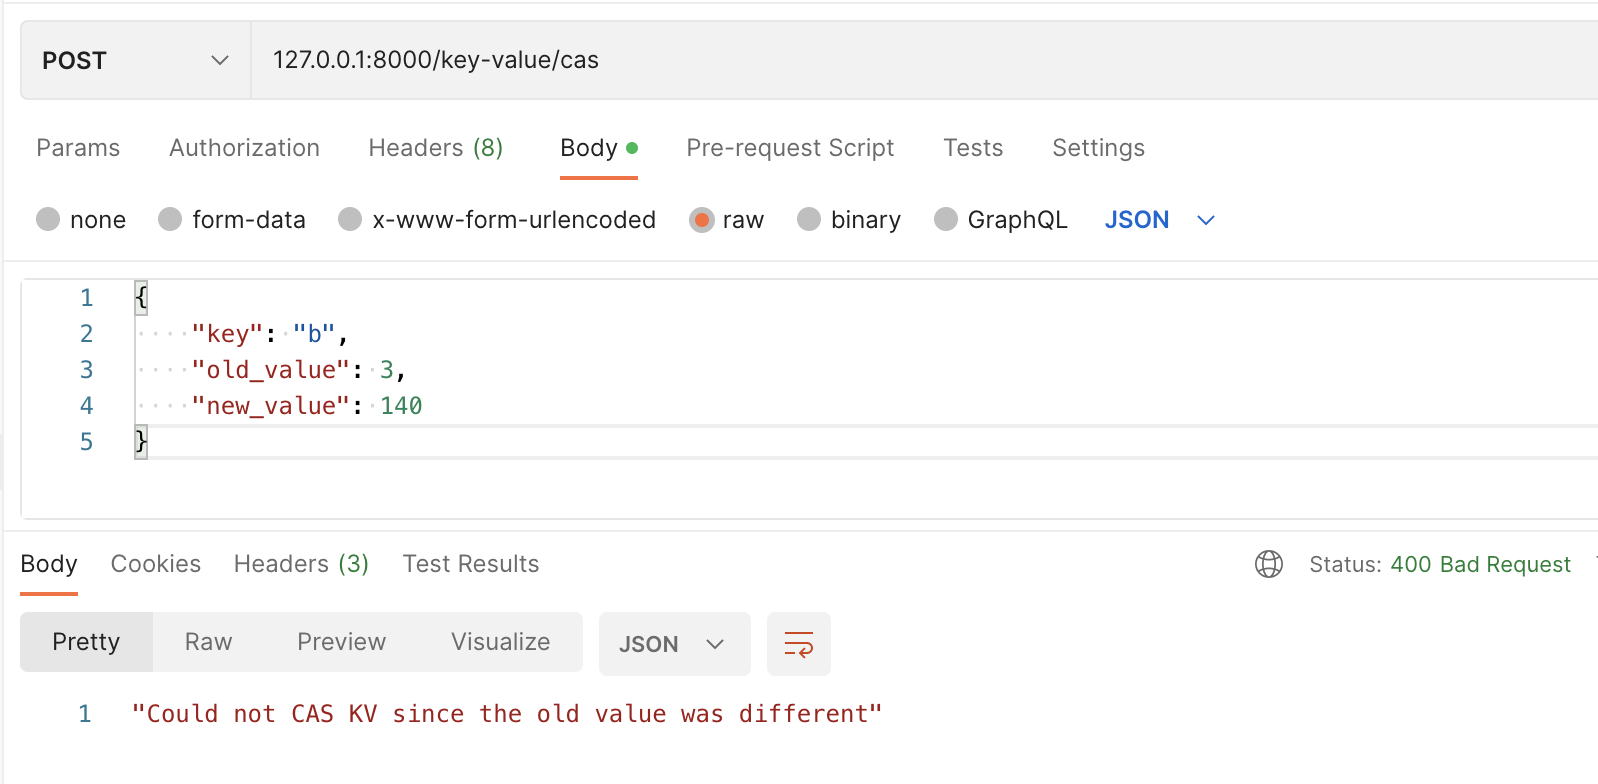 POST 127.0.0.1:8000/key-value/cas
Params Authorization Headers (8) Body Pre-request Script Tests Settings
none form-data x-www-form-urlencoded raw binary GraphQL JSON
1 {
2 "key": "b",
3 "old_value": 3,
4 "new_value": 140
5 }
Body Cookies Headers (3) Test Results Status: 400 Bad Request
Pretty Raw Preview Visualize JSON
1 "Could not CAS KV since the old value was different"